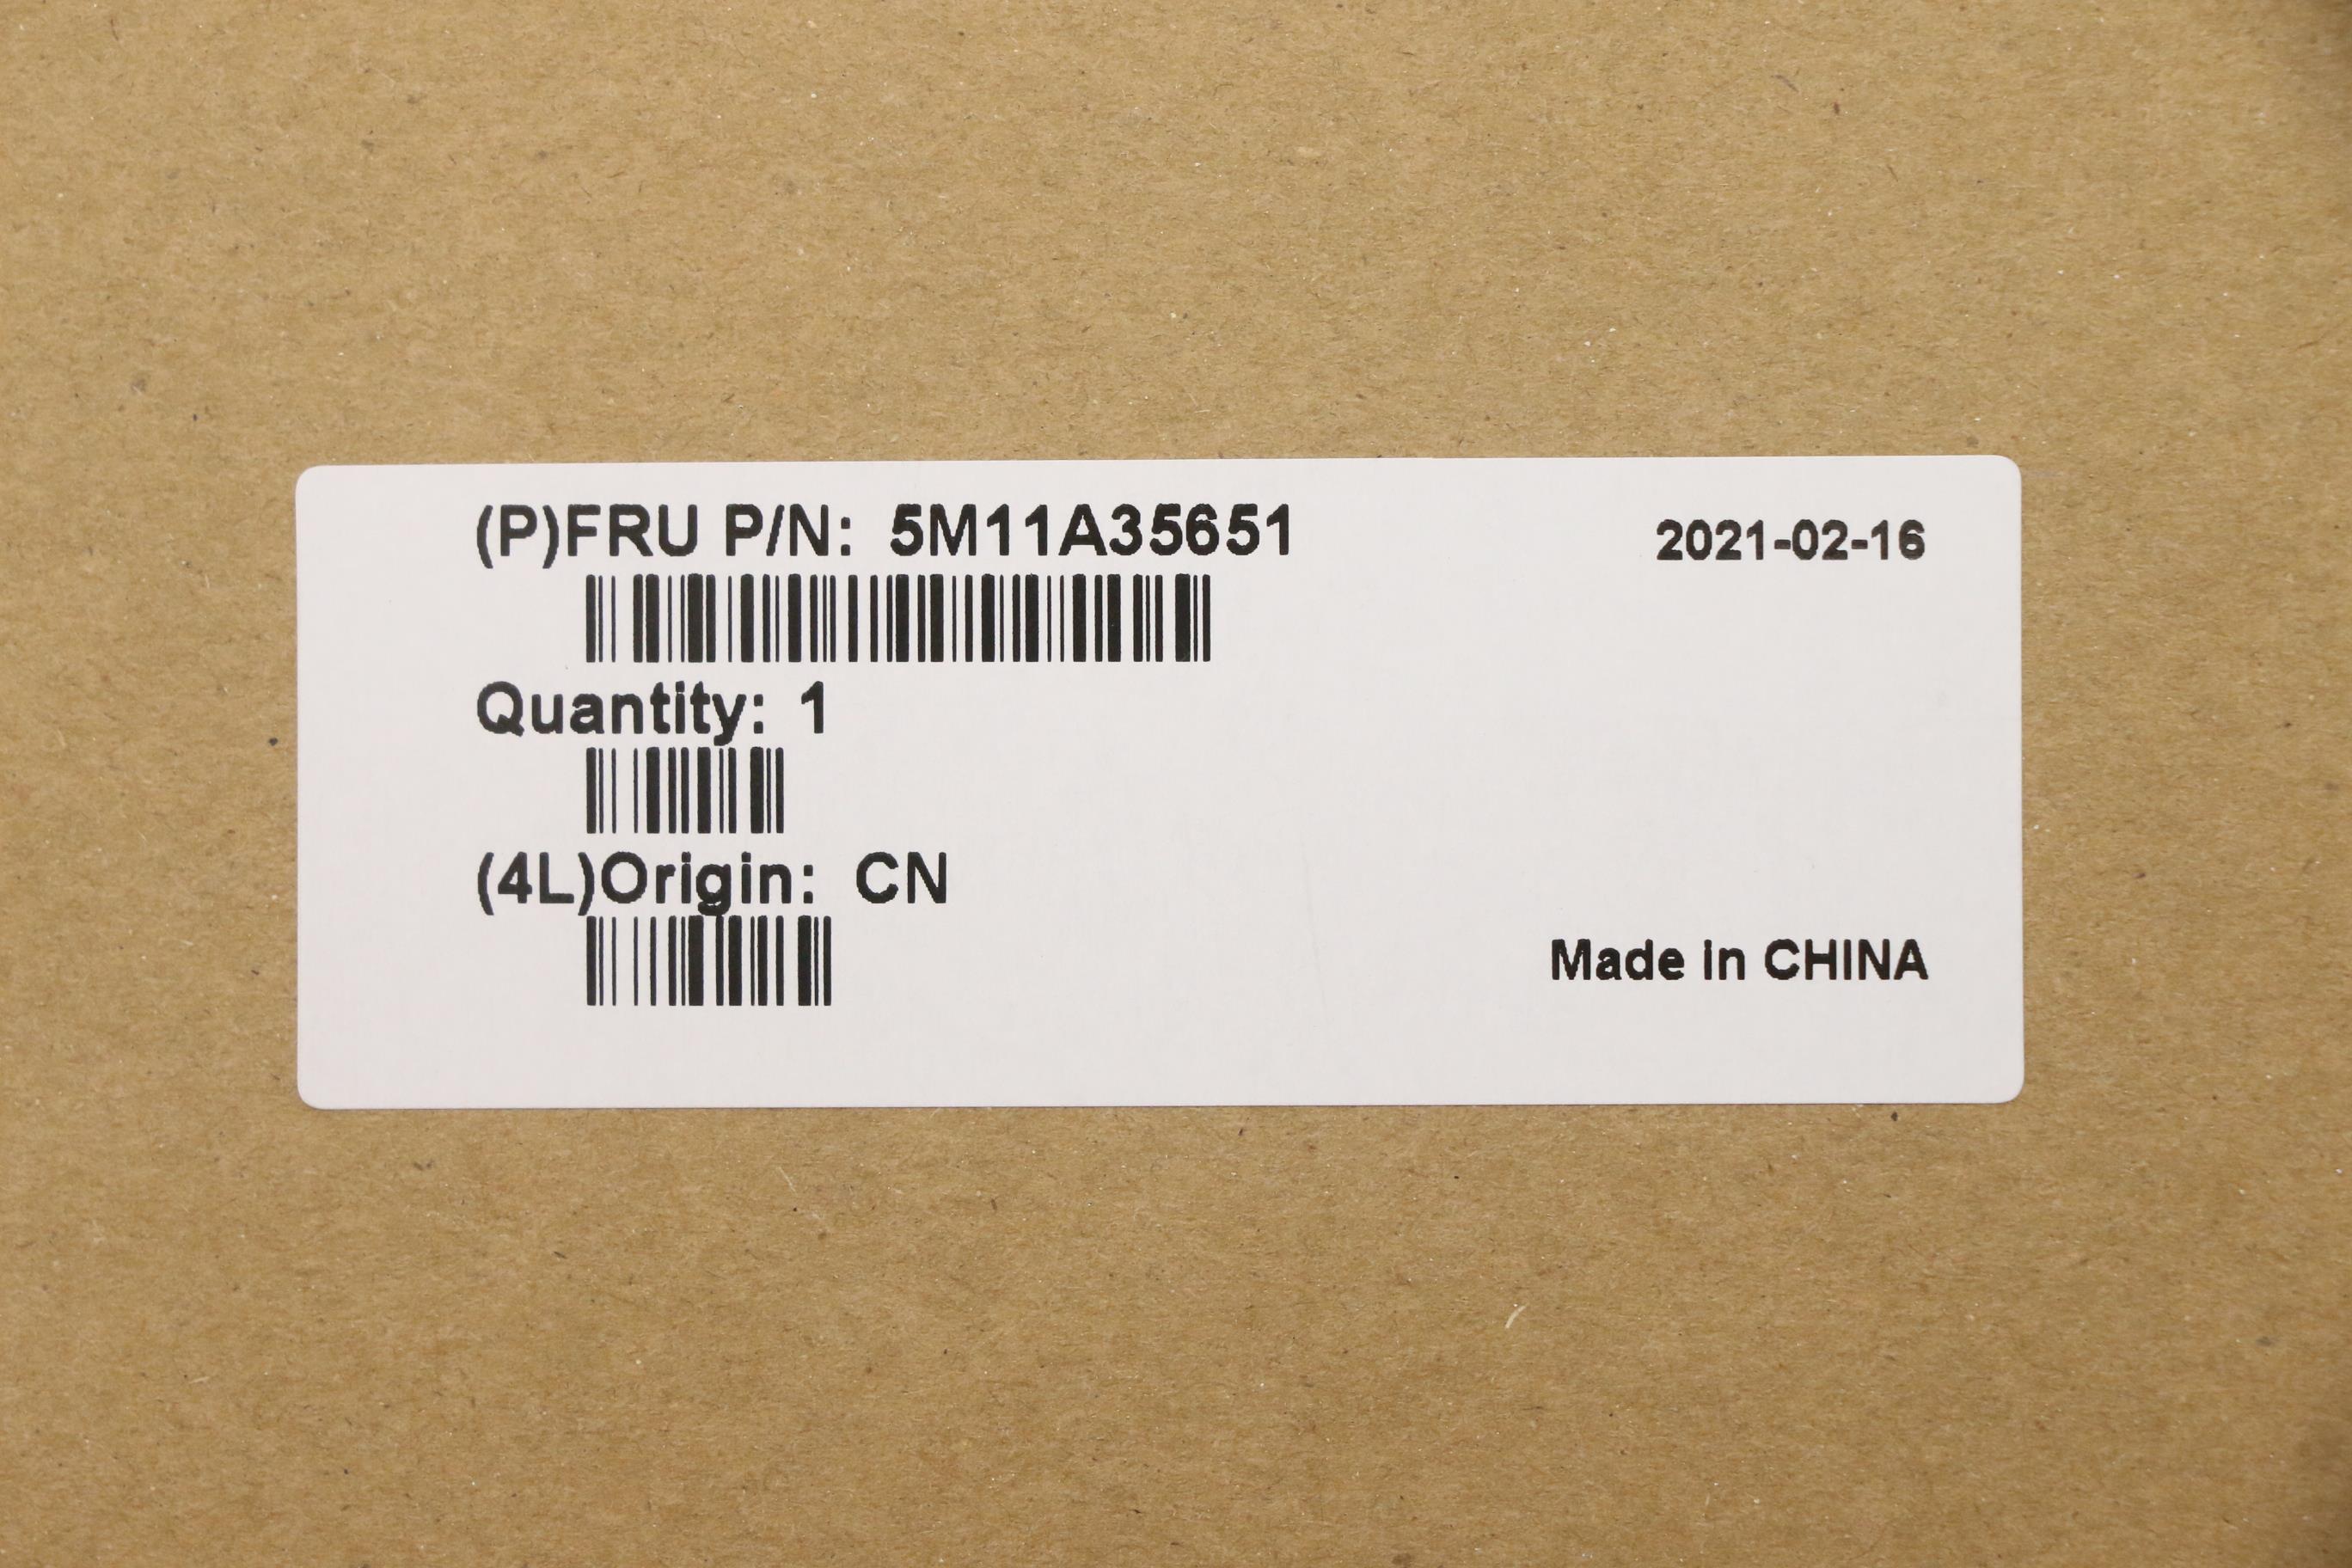 (P)FRU P/N: 5M11A35651
2021-02-16
Quantity: 1
(4L)Origin: CN
Made in CHINA